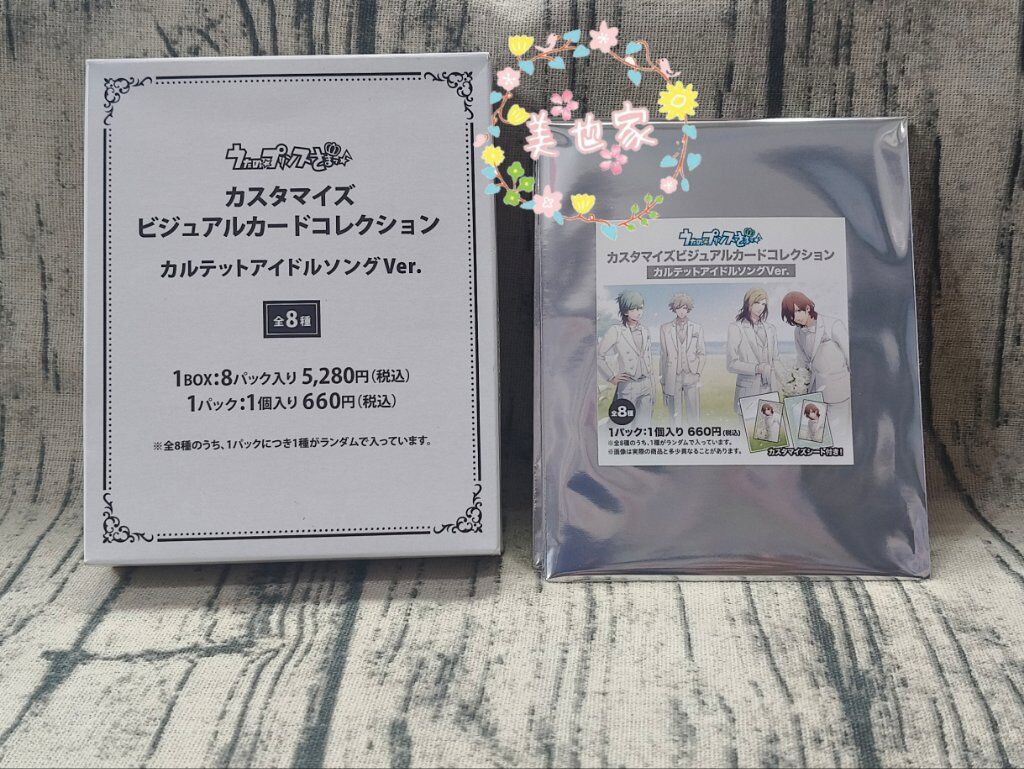 うたの☆プリンスさまっ♪
カスタマイズ
ビジュアルカードコレクション
カルテットアイドルソングVer.
全8種
1BOX:8パック入り 5,280円(税込)
1パック:1個入り 660円(税込)
※全8種のうち、1パックにつき1種がランダムで入っています。
美也家
うたの☆プリンスさまっ♪
カスタマイズビジュアルカードコレクション
カルテットアイドルソングVer.
全8種
1パック:1個入り 660円(税込)
※全8種のうち、1種がランダムで入っています。
※画像は実際の商品と多少異なることがあります。
カスタマイズシート付き!